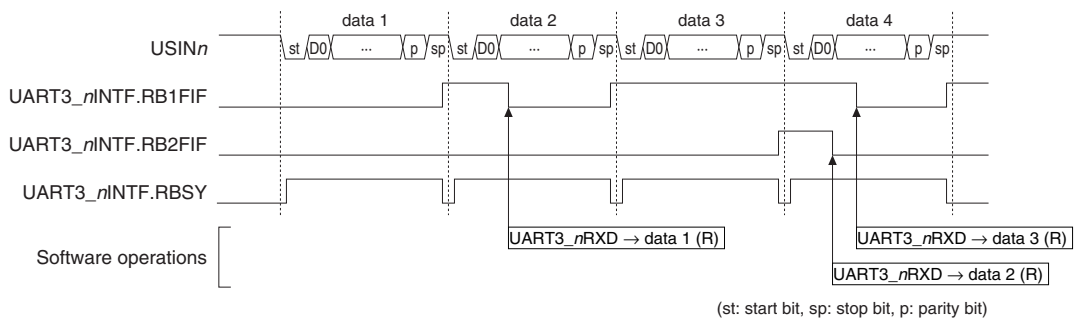 data 1 data 2 data 3 data 4
USINn st D0 ... p sp st D0 ... p sp st D0 ... p sp st D0 ... p sp
UART3_nINTF.RB1FIF
UART3_nINTF.RB2FIF
UART3_nINTF.RBSY
Software operations
UART3_nRXD → data 1 (R) UART3_nRXD → data 3 (R)
UART3_nRXD → data 2 (R)
(st: start bit, sp: stop bit, p: parity bit)